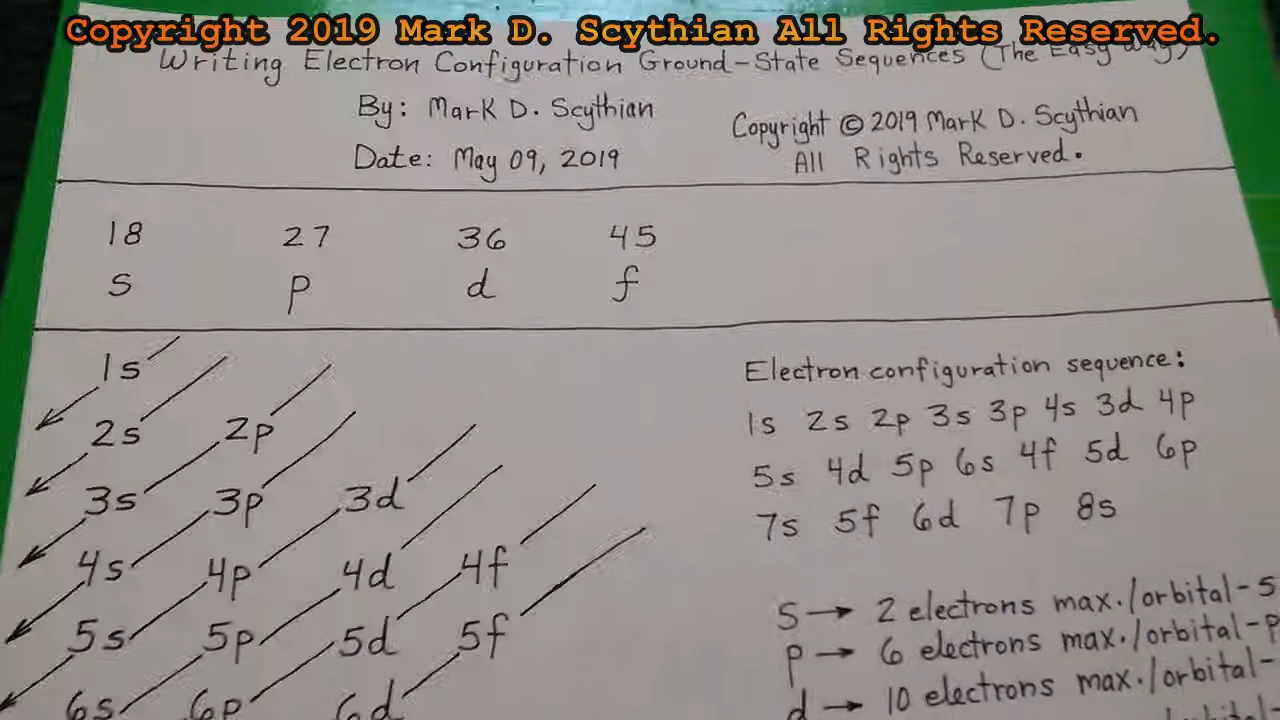 Copyright 2019 Mark D. Scythian All Rights Reserved.
Writing Electron Configuration Ground-State Sequences (The Easy Way)
By: Mark D. Scythian
Date: May 09, 2019
Copyright © 2019 Mark D. Scythian
All Rights Reserved.
18 27 36 45
s p d f
1s
2s 2p
3s 3p 3d
4s 4p 4d 4f
5s 5p 5d 5f
6s 6p 6d
Electron configuration sequence:
1s 2s 2p 3s 3p 4s 3d 4p
5s 4d 5p 6s 4f 5d 6p
7s 5f 6d 7p 8s
S → 2 electrons max./orbital-s
p → 6 electrons max./orbital-p
d → 10 electrons max./orbital-